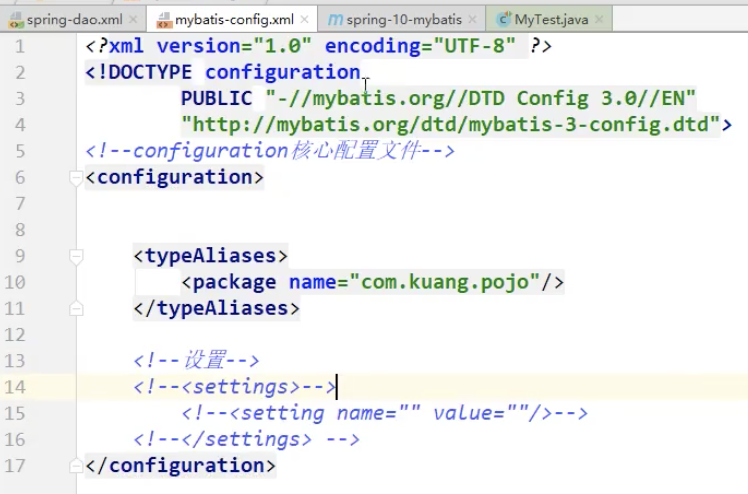 spring-dao.xml × mybatis-config.xml × spring-10-mybatis × MyTest.java ×
1 <?xml version="1.0" encoding="UTF-8" ?>
2 <!DOCTYPE configuration
3 PUBLIC "-//mybatis.org//DTD Config 3.0//EN"
4 "http://mybatis.org/dtd/mybatis-3-config.dtd">
5 <!--configuration核心配置文件-->
6 <configuration>
7
8
9 <typeAliases>
10 <package name="com.kuang.pojo"/>
11 </typeAliases>
12
13 <!--设置-->
14 <!--<settings>-->
15 <!--<setting name="" value=""/>-->
16 <!--</settings> -->
17 </configuration>